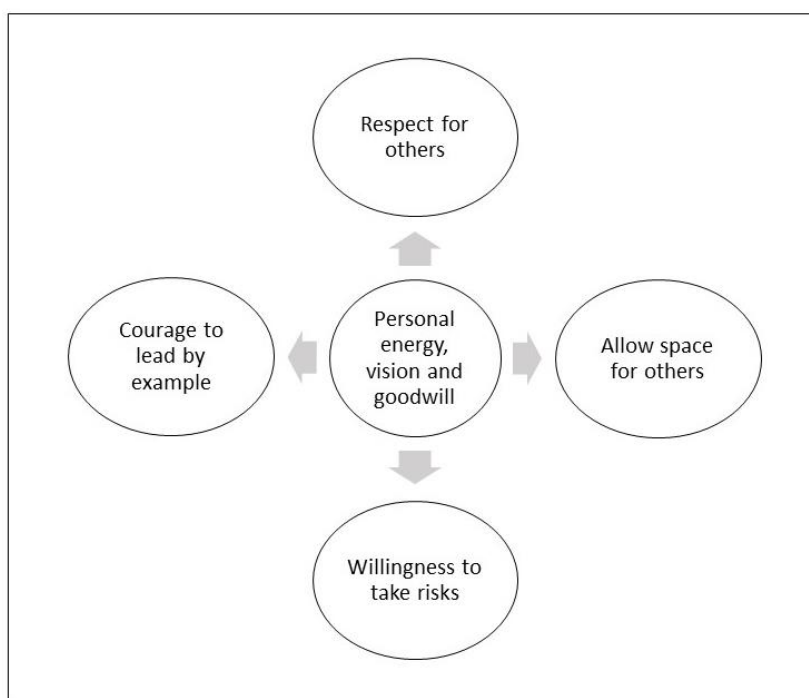 Respect for
others
Courage to
lead by
example
Personal
energy,
vision and
goodwill
Allow space
for others
Willingness to
take risks